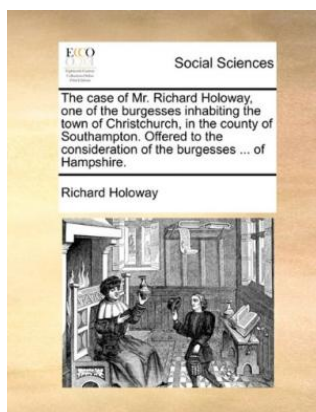 ECCO
Social Sciences
The case of Mr. Richard Holoway,
one of the burgesses inhabiting the
town of Christchurch, in the county of
Southampton. Offered to the
consideration of the burgesses ... of
Hampshire.
Richard Holoway